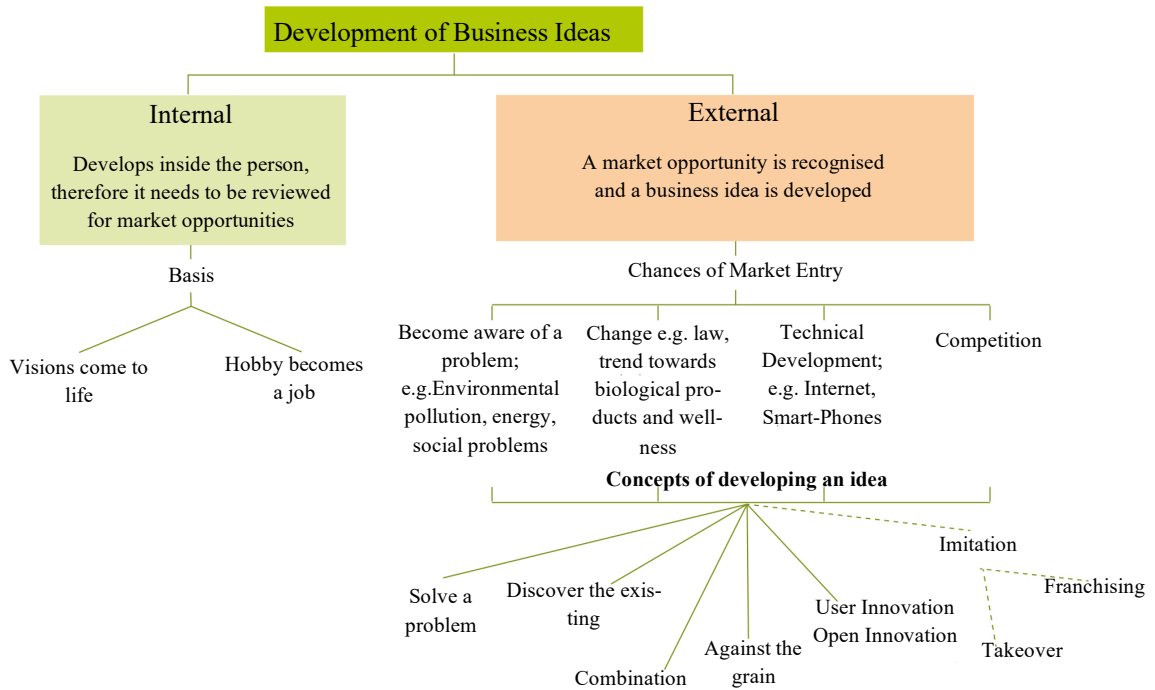 Development of Business Ideas
Internal
Develops inside the person,
therefore it needs to be reviewed
for market opportunities
External
A market opportunity is recognised
and a business idea is developed
Basis
Visions come to
life
Hobby becomes
a job
Chances of Market Entry
Become aware of a
problem;
e.g.Environmental
pollution, energy,
social problems
Change e.g. law,
trend towards
biological pro-
ducts and well-
ness
Technical
Development;
e.g. Internet,
Smart-Phones
Competition
Concepts of developing an idea
Solve a
problem
Discover the exis-
ting
Combination
Against the
grain
User Innovation
Open Innovation
Imitation
Franchising
Takeover